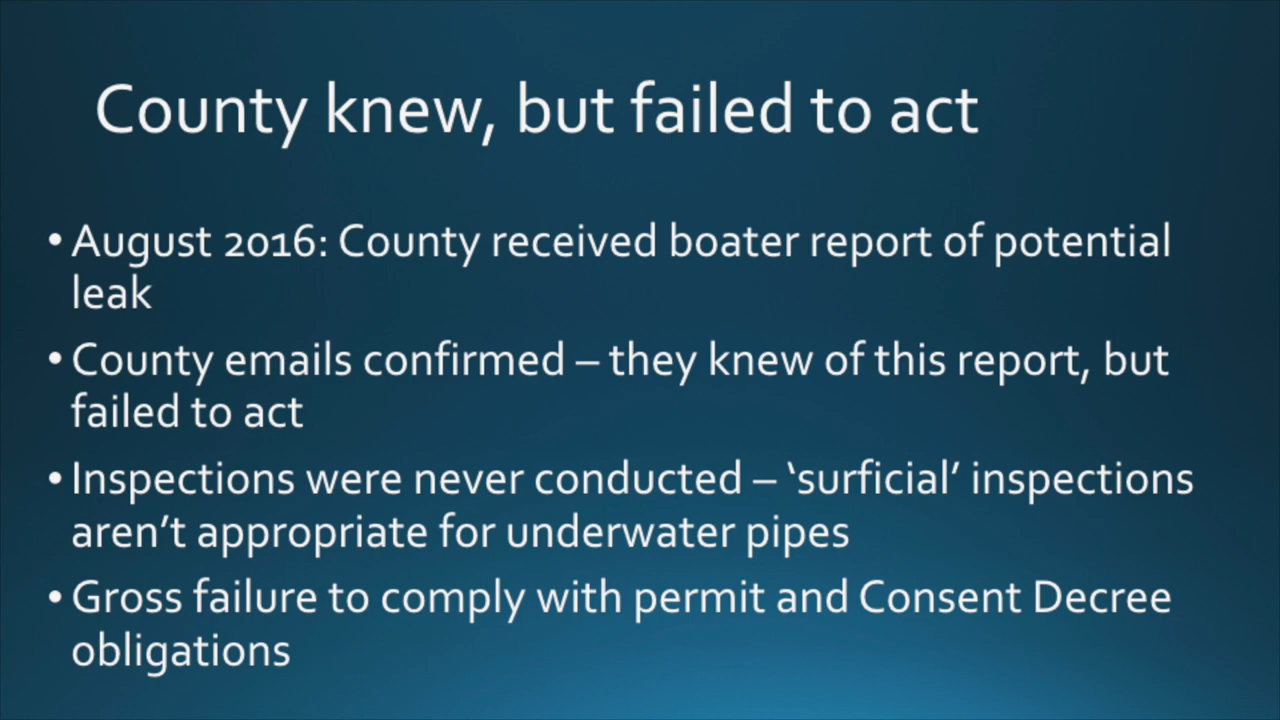 County knew, but failed to act
• August 2016: County received boater report of potential
leak
• County emails confirmed – they knew of this report, but
failed to act
• Inspections were never conducted – ‘surficial’ inspections
aren’t appropriate for underwater pipes
• Gross failure to comply with permit and Consent Decree
obligations